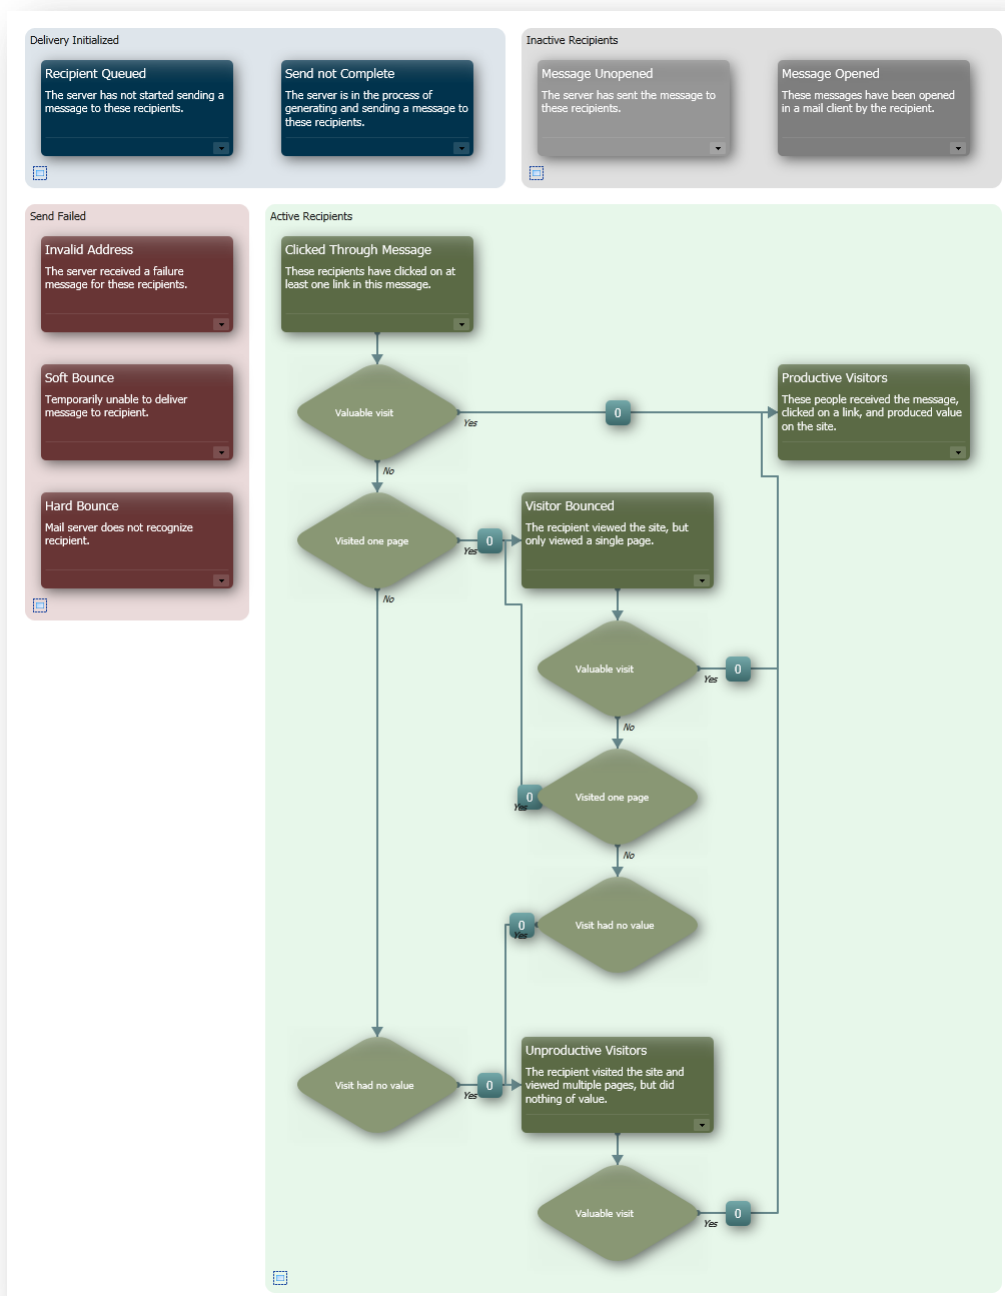 Delivery Initialized
Recipient Queued
The server has not started sending a
message to these recipients.
Send not Complete
The server is in the process of
generating and sending a message to
these recipients.
Inactive Recipients
Message Unopened
The server has sent the message to
these recipients.
Message Opened
These messages have been opened
in a mail client by the recipient.
Send Failed
Invalid Address
The server received a failure
message for these recipients.
Soft Bounce
Temporarily unable to deliver
message to recipient.
Hard Bounce
Mail server does not recognize
recipient.
Active Recipients
Clicked Through Message
These recipients have clicked on at
least one link in this message.
Valuable visit
Yes
0
No
Productive Visitors
These people received the message,
clicked on a link, and produced value
on the site.
Visited one page
Yes
0
No
Visitor Bounced
The recipient viewed the site, but
only viewed a single page.
Valuable visit
Yes
0
No
Visited one page
0
Yes
No
Visit had no value
0
Yes
Visit had no value
Yes
0
Unproductive Visitors
The recipient visited the site and
viewed multiple pages, but did
nothing of value.
Valuable visit
Yes
0